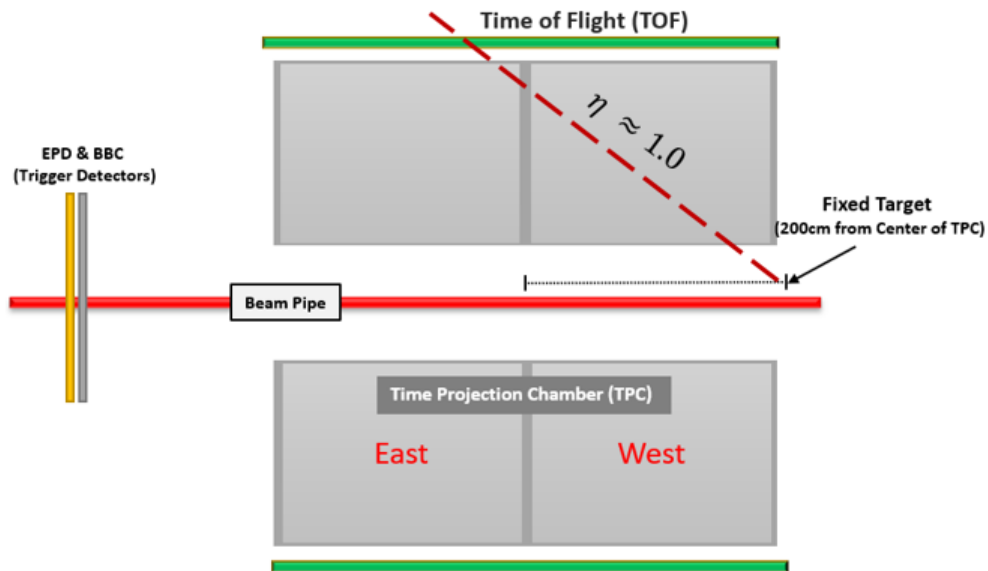 Time of Flight (TOF)
η ≈ 1.0
EPD & BBC
(Trigger Detectors)
Fixed Target
(200cm from Center of TPC)
Beam Pipe
Time Projection Chamber (TPC)
East
West